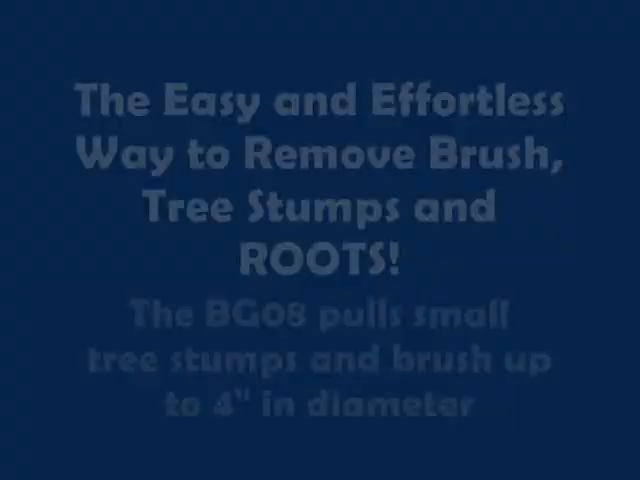 The Easy and Effortless
Way to Remove Brush,
Tree Stumps and
ROOTS!
The BG08 pulls small
tree stumps and brush up
to 4" in diameter